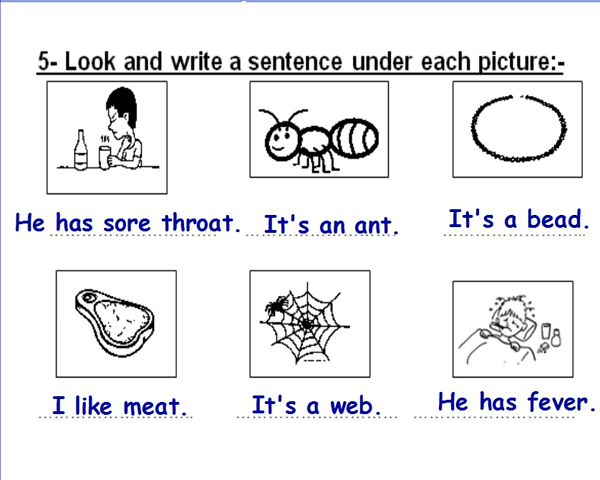 5- Look and write a sentence under each picture:-
He has sore throat. It's an ant. It's a bead.
I like meat. It's a web. He has fever.